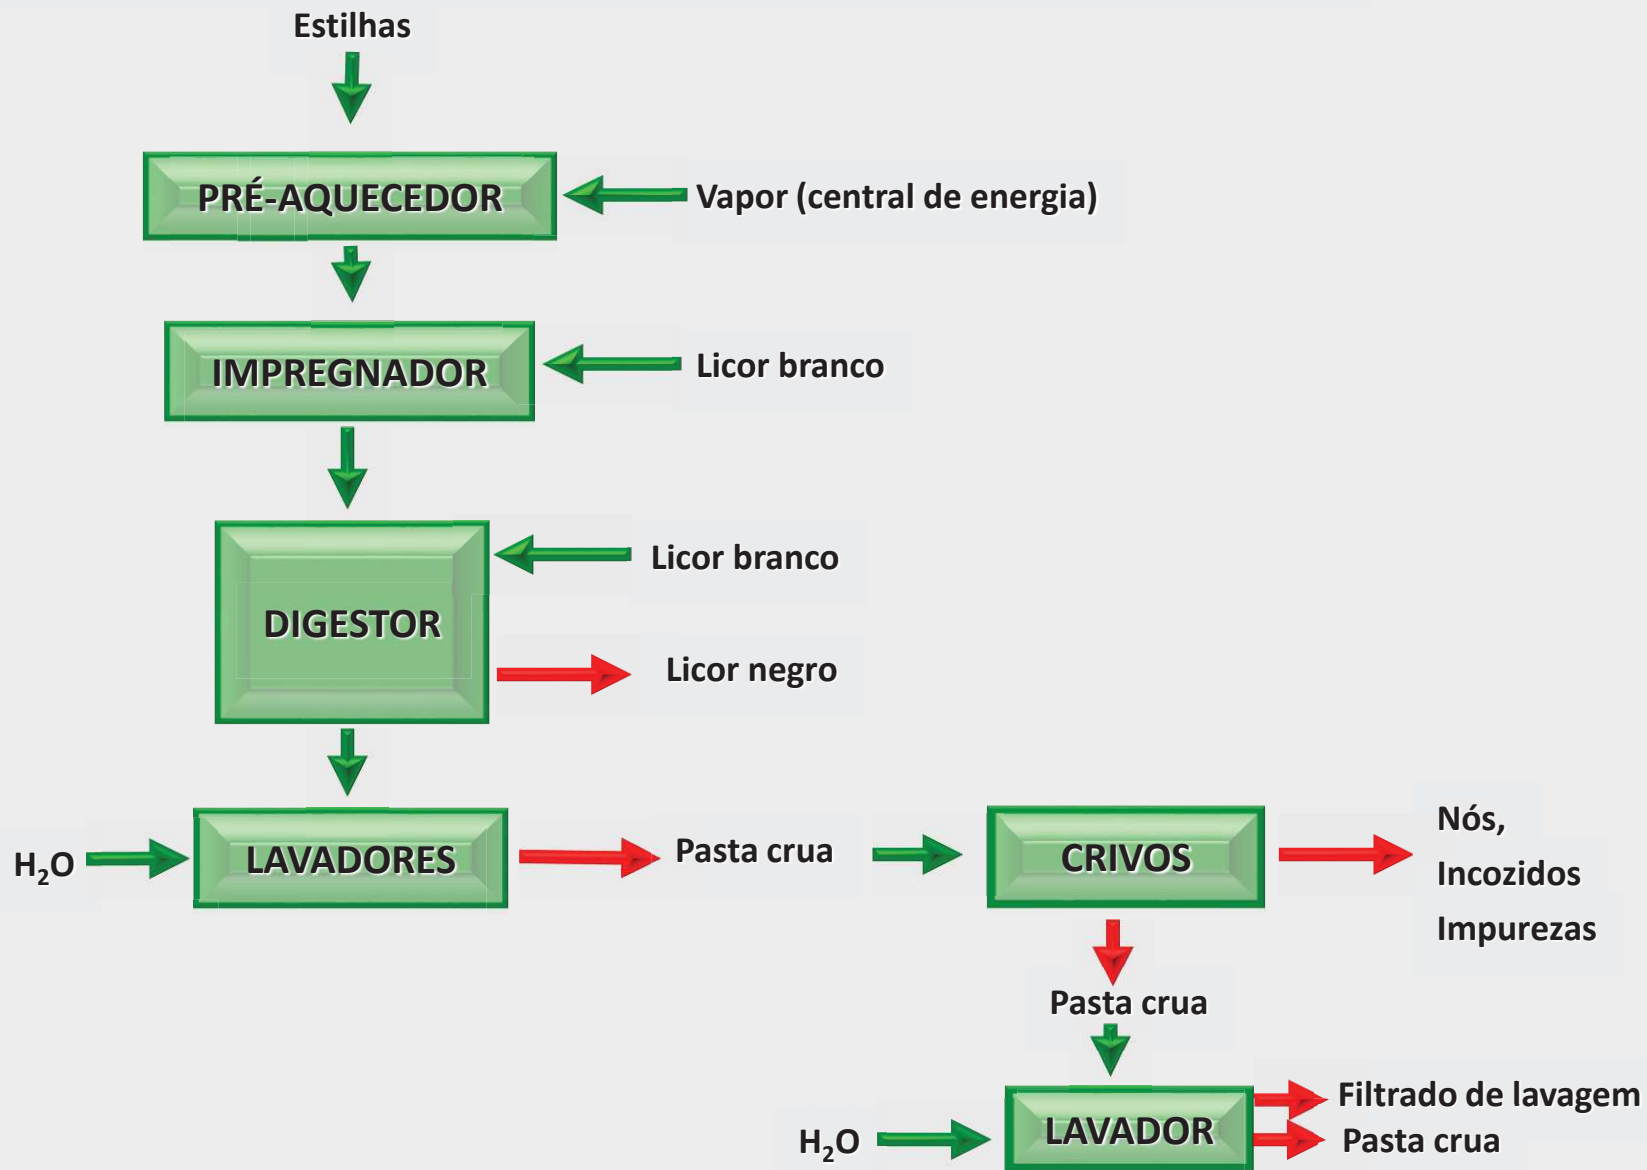 Estilhas
PRÉ-AQUECEDOR
Vapor (central de energia)
IMPREGNADOR
Licor branco
Licor branco
DIGESTOR
Licor negro
H₂O
LAVADORES
Pasta crua
CRIVOS
Nós,
Incozidos
Impurezas
Pasta crua
H₂O
LAVADOR
Filtrado de lavagem
Pasta crua